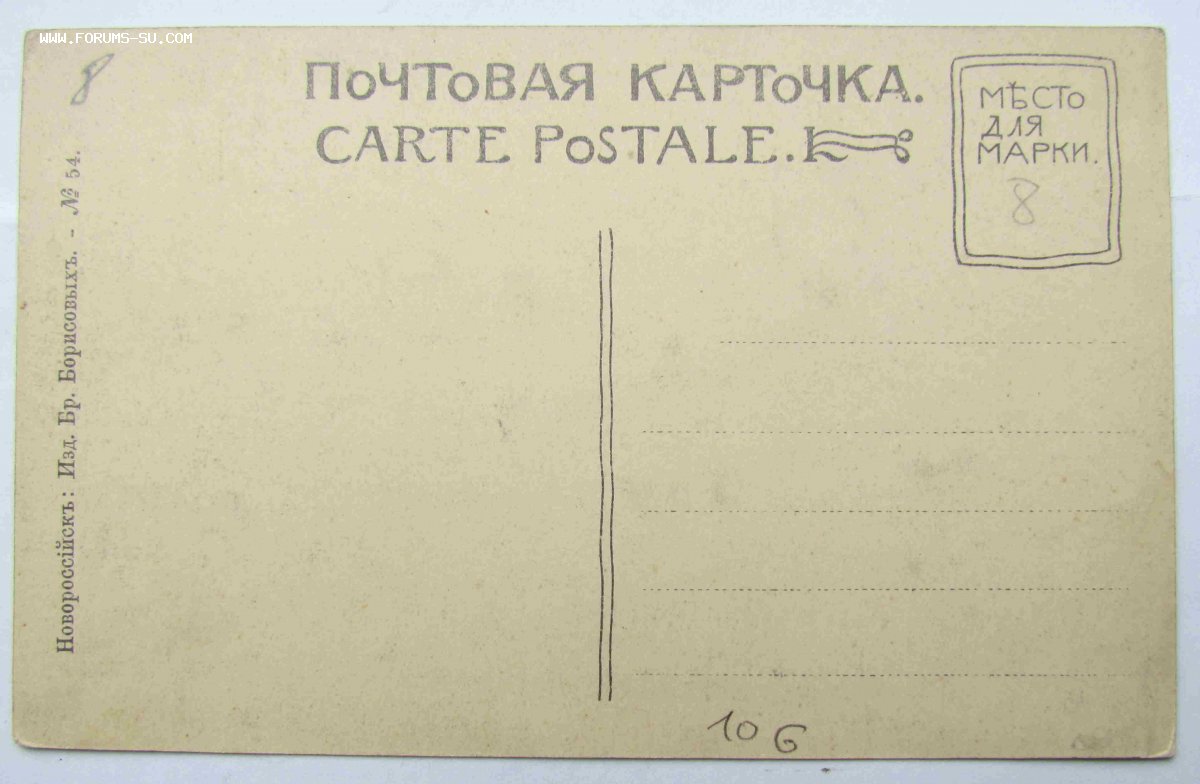 WWW.FORUMS-SU.COM
8
ПОЧТОВАЯ КАРТОЧКА.
CARTE POSTALE.
МѢСТО
ДЛЯ
МАРКИ.
8
Новороссійскъ: Изд. Бр. Борисовыхъ. - № 54.
10 6